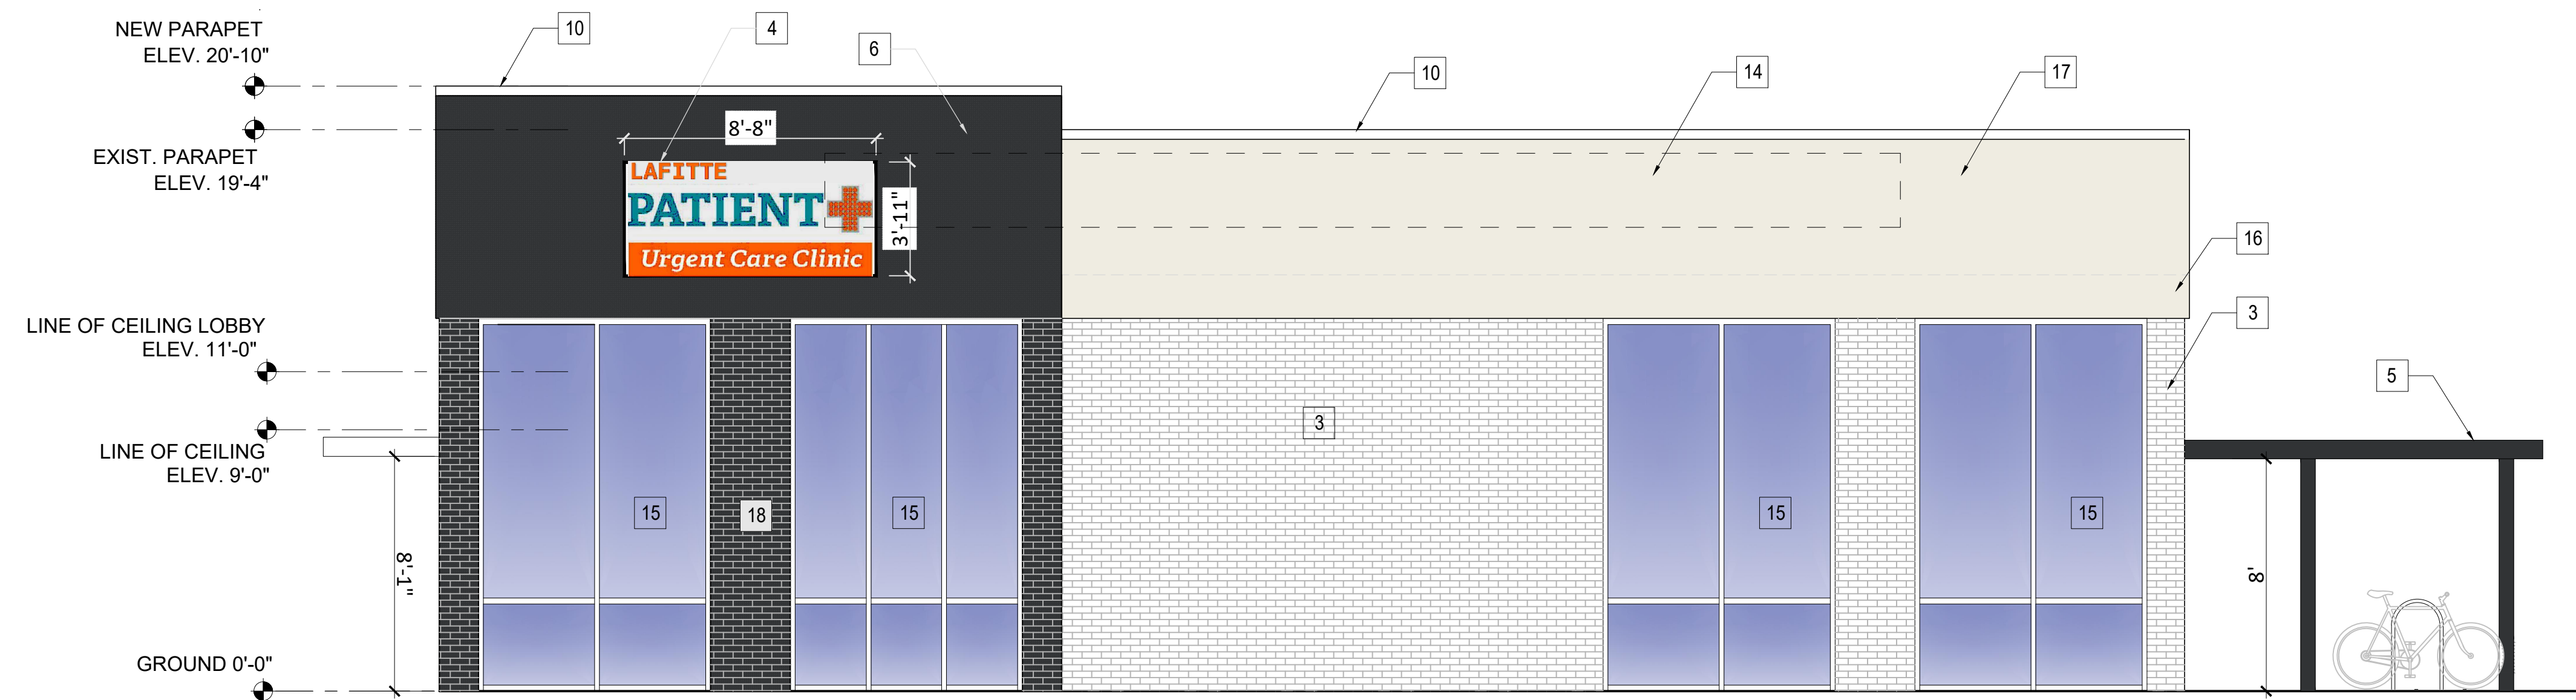 NEW PARAPET
ELEV. 20'-10"
EXIST. PARAPET
ELEV. 19'-4"
LINE OF CEILING LOBBY
ELEV. 11'-0"
LINE OF CEILING
ELEV. 9'-0"
GROUND 0'-0"
10
4
6
10
14
17
8'-8"
3'-11"
LAFITTE
PATIENT+
Urgent Care Clinic
16
3
5
3
15
18
15
15
15
8'-1"
8'